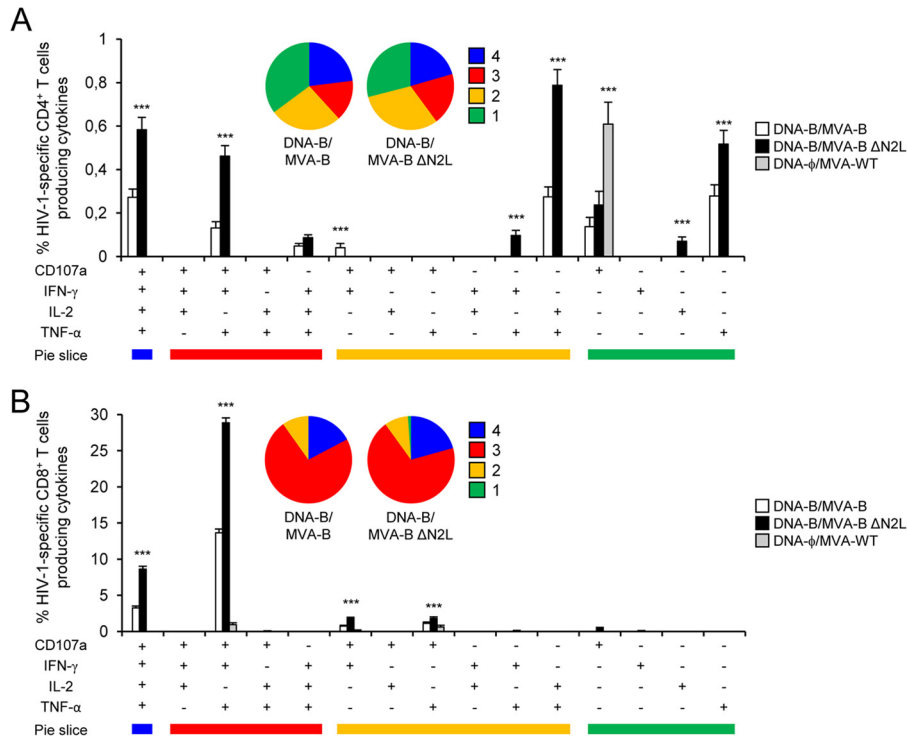 A
% HIV-1-specific CD4⁺ T cells
producing cytokines
1
0,8
0,6
0,4
0,2
0
***
***
***
***
***
***
***
***
DNA-B/
MVA-B
DNA-B/
MVA-B ΔN2L
4
3
2
1
DNA-B/MVA-B
DNA-B/MVA-B ΔN2L
DNA-ϕ/MVA-WT
CD107a + + + + - + + + - - - + - - -
IFN-γ + + + - + + - - + + - - + - -
IL-2 + + - + + - + - + - + - - + -
TNF-α + - + + + - - + - + + - - - +
Pie slice
B
% HIV-1-specific CD8⁺ T cells
producing cytokines
30
25
20
15
10
5
0
***
***
***
***
DNA-B/
MVA-B
DNA-B/
MVA-B ΔN2L
4
3
2
1
DNA-B/MVA-B
DNA-B/MVA-B ΔN2L
DNA-ϕ/MVA-WT
CD107a + + + + - + + + - - - + - - -
IFN-γ + + + - + + - - + + - - + - -
IL-2 + + - + + - + - + - + - - + -
TNF-α + - + + + - - + - + + - - - +
Pie slice